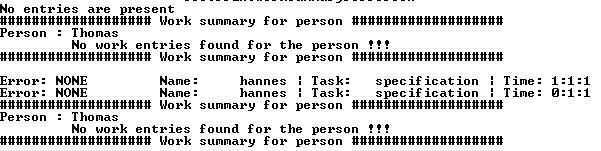 No entries are present
################### Work summary for person ###################
Person : Thomas
No work entries found for the person !!!
################### Work summary for person ###################
Error: NONE Name: hannes | Task: specification | Time: 1:1:1
Error: NONE Name: hannes | Task: specification | Time: 0:1:1
################### Work summary for person ###################
Person : Thomas
No work entries found for the person !!!
################### Work summary for person ###################